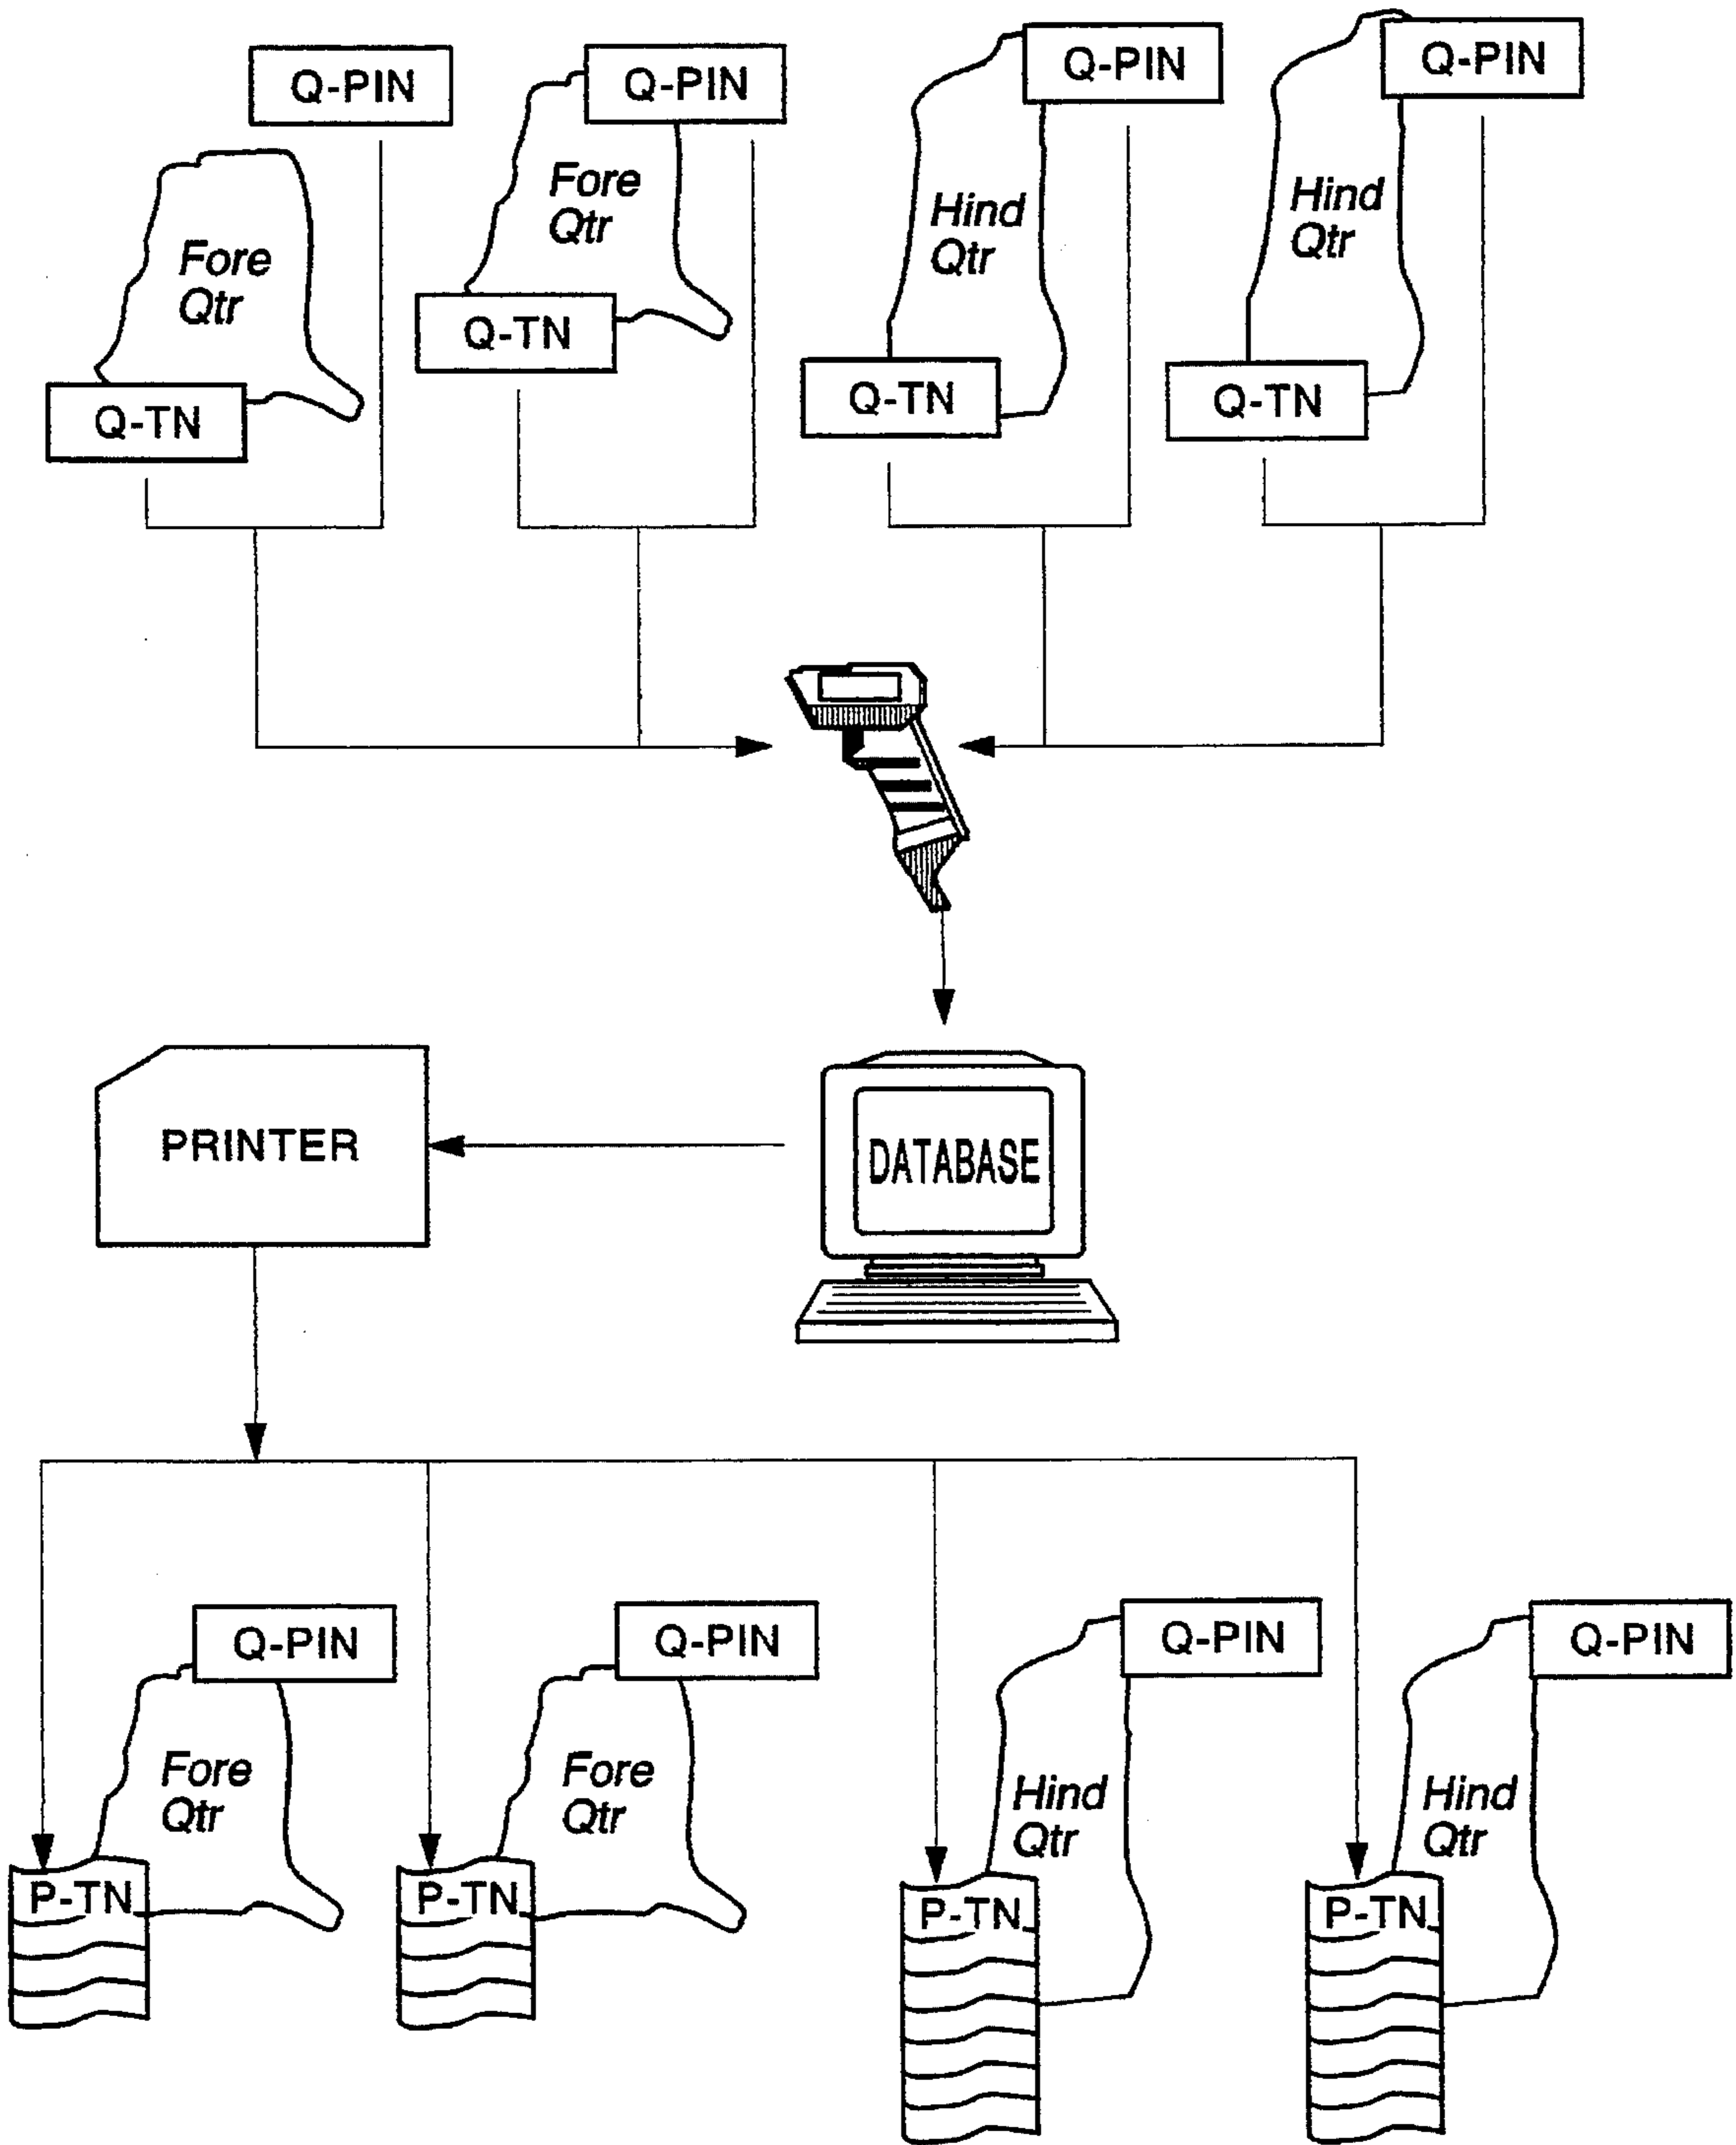 Q-PIN
Q-PIN
Q-PIN
Q-PIN
Fore
Qtr
Fore
Qtr
Hind
Qtr
Hind
Qtr
Q-TN
Q-TN
Q-TN
Q-TN
PRINTER
DATABASE
Q-PIN
Q-PIN
Q-PIN
Q-PIN
Fore
Qtr
Fore
Qtr
Hind
Qtr
Hind
Qtr
P-TN
P-TN
P-TN
P-TN